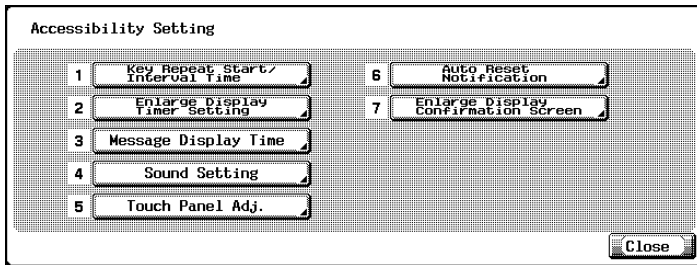 Accessibility Setting
1 Key Repeat Start/
Interval Time
2 Enlarge Display
Timer Setting
3 Message Display Time
4 Sound Setting
5 Touch Panel Adj.
6 Auto Reset
Notification
7 Enlarge Display
Confirmation Screen
Close